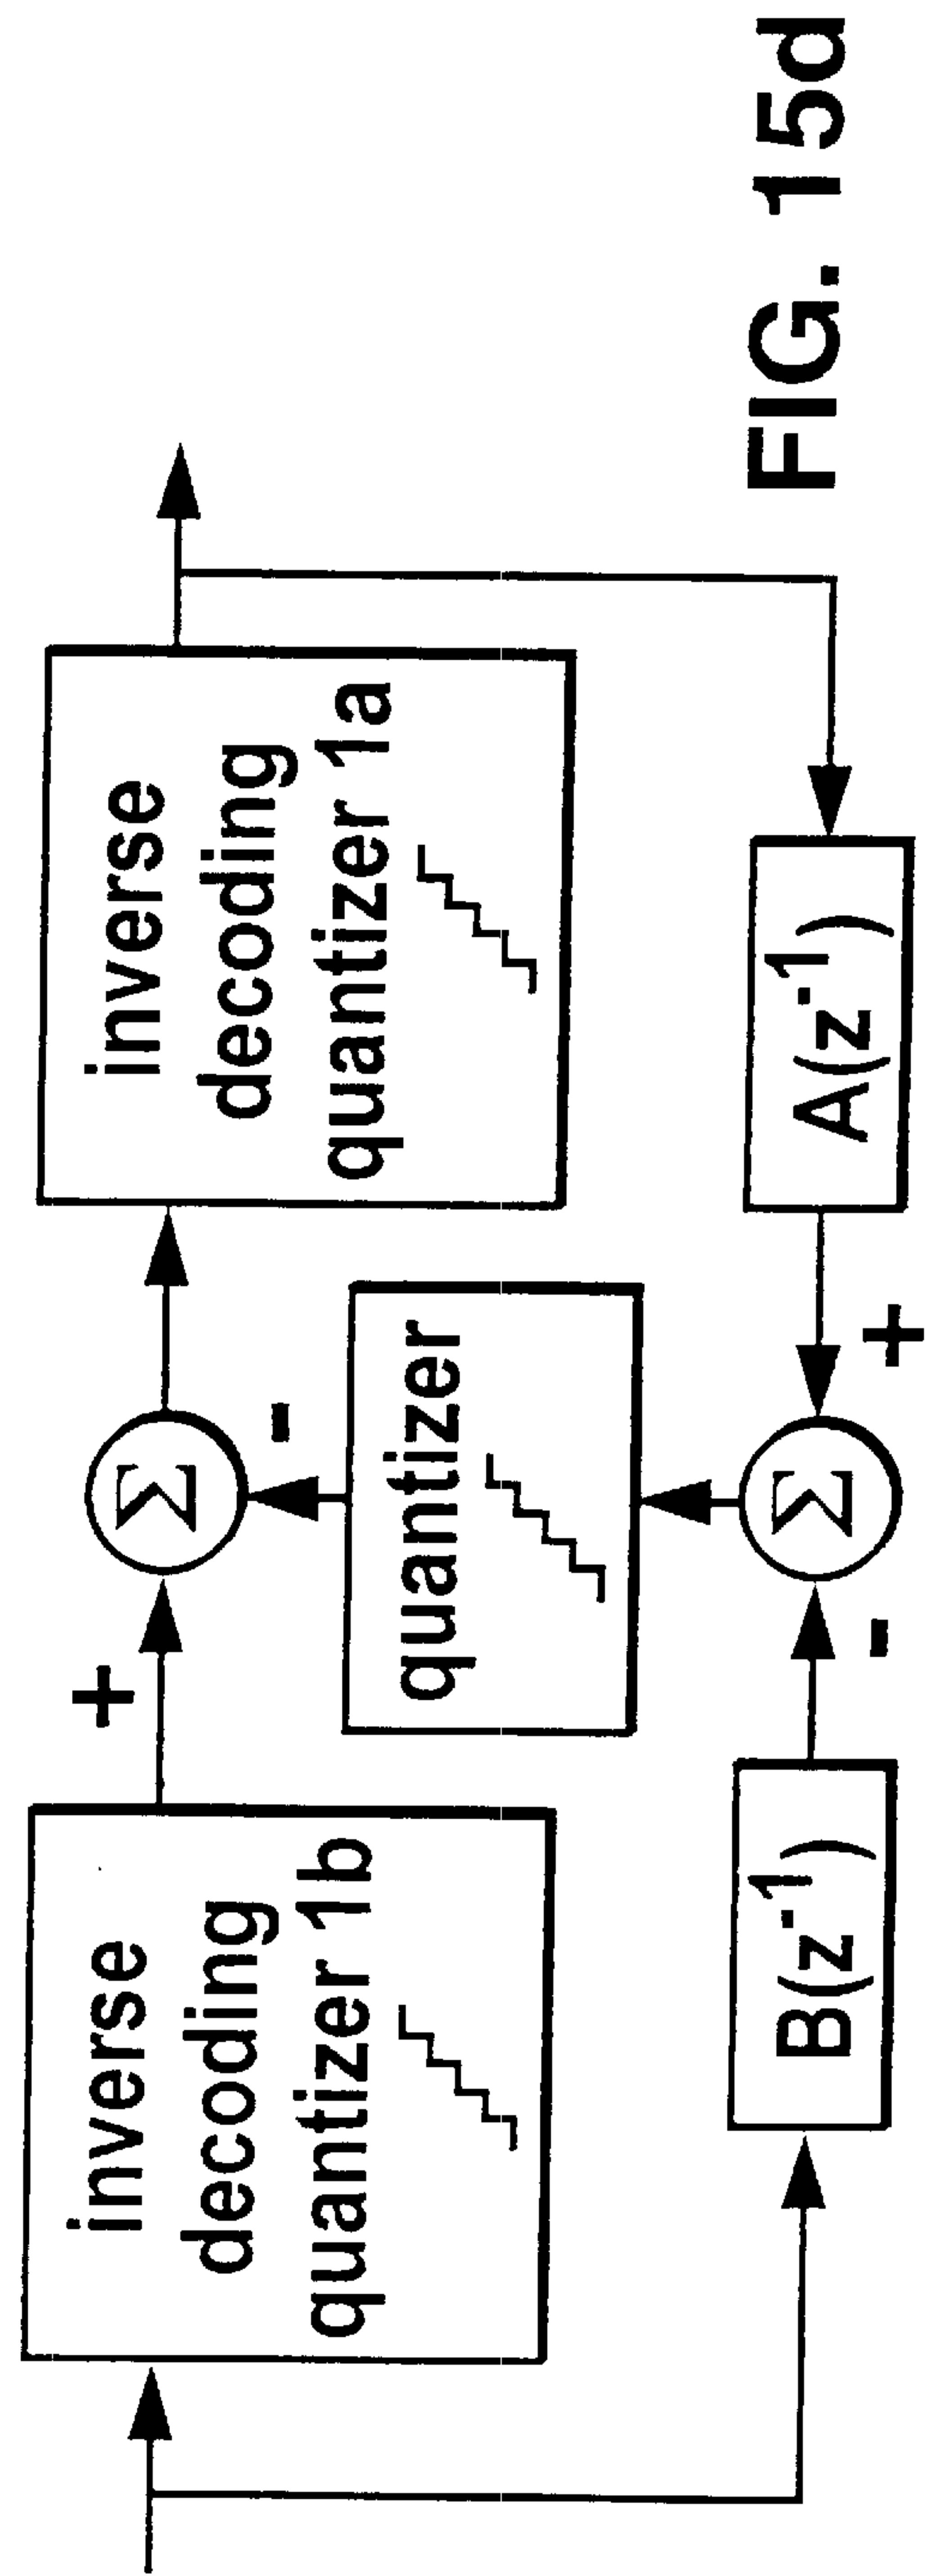 inverse
decoding
quantizer 1b
+
Σ
-
inverse
decoding
quantizer 1a
quantizer
B(z⁻¹)
-
Σ
+
A(z⁻¹)
FIG. 15d